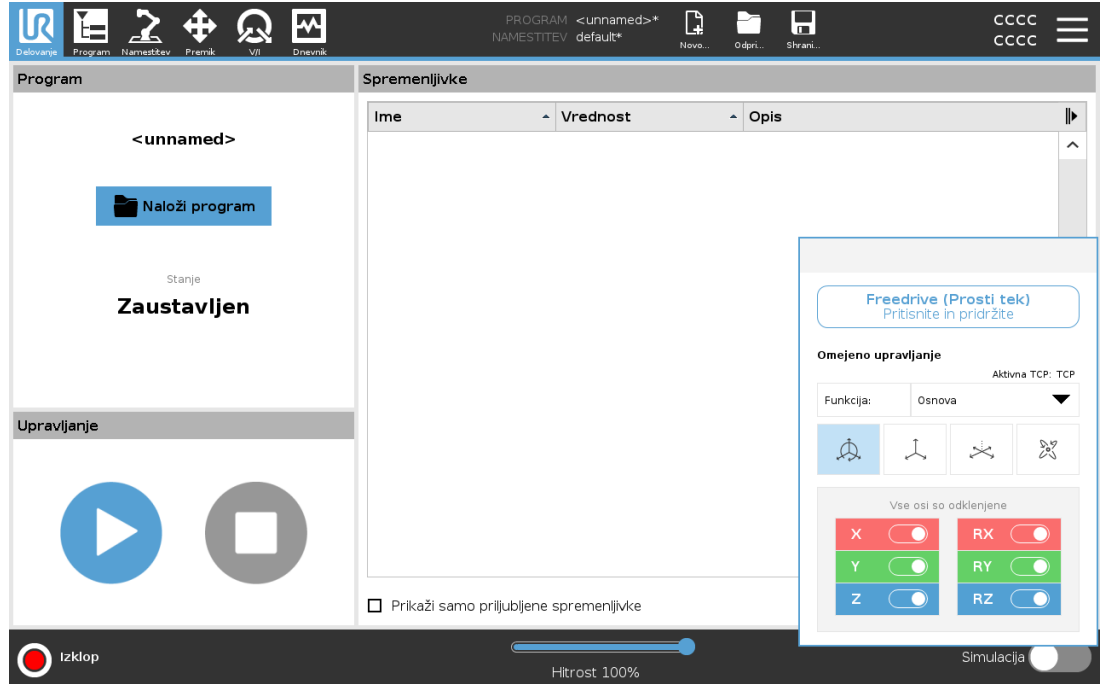 PROGRAM <unnamed>*
NAMESTITEV default*
CCCC
CCCC
Delovanje Program Namestitev Premik V/I Dnevnik
Novo... Odpri... Shrani...
Program
<unnamed>
Naloži program
Stanje
Zaustavljen
Upravljanje
Spremenljivke
Ime Vrednost Opis
Prikaži samo priljubljene spremenljivke
Freedrive (Prosti tek)
Pritisnite in pridržite
Omejeno upravljanje
Aktivna TCP: TCP
Funkcija: Osnova
Vse osi so odklenjene
X RX
Y RY
Z RZ
Izklop
Hitrost 100%
Simulacija